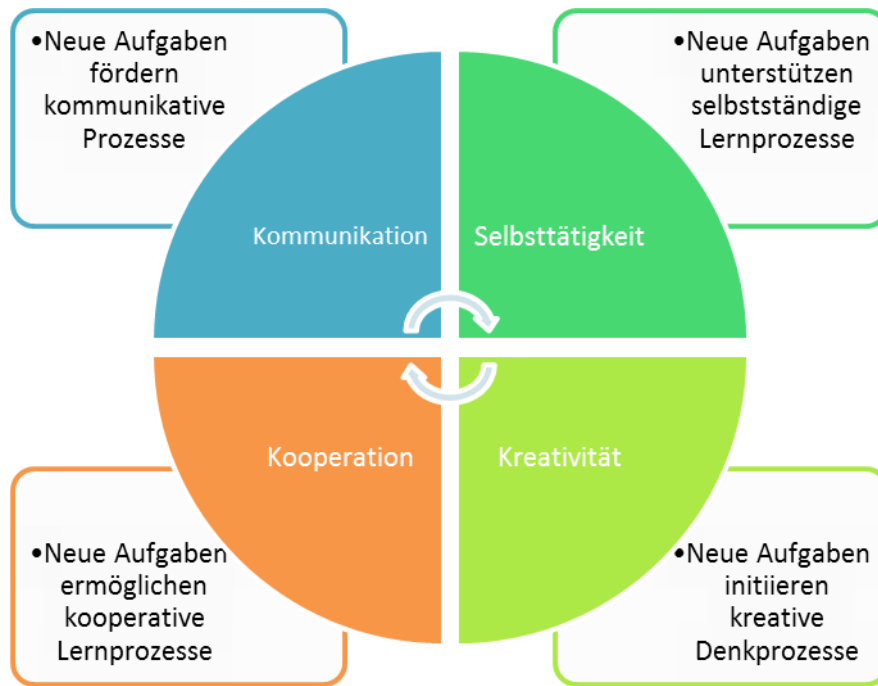 •Neue Aufgaben
fördern
kommunikative
Prozesse
•Neue Aufgaben
unterstützen
selbstständige
Lernprozesse
Kommunikation
Selbsttätigkeit
Kooperation
Kreativität
•Neue Aufgaben
ermöglichen
kooperative
Lernprozesse
•Neue Aufgaben
initiieren
kreative
Denkprozesse